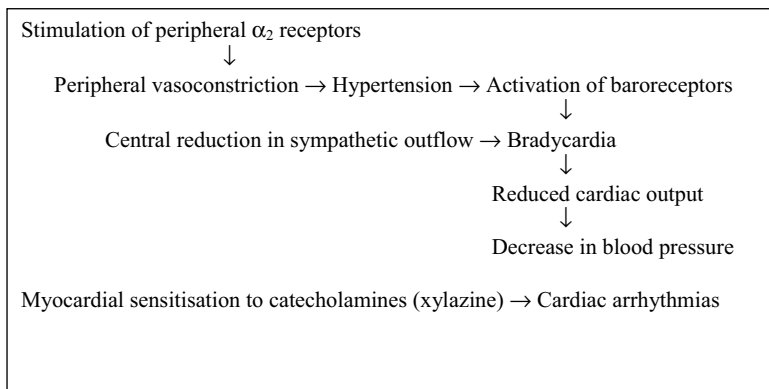 Stimulation of peripheral α₂ receptors
↓
Peripheral vasoconstriction → Hypertension → Activation of baroreceptors
↓
Central reduction in sympathetic outflow → Bradycardia
↓
Reduced cardiac output
↓
Decrease in blood pressure
Myocardial sensitisation to catecholamines (xylazine) → Cardiac arrhythmias